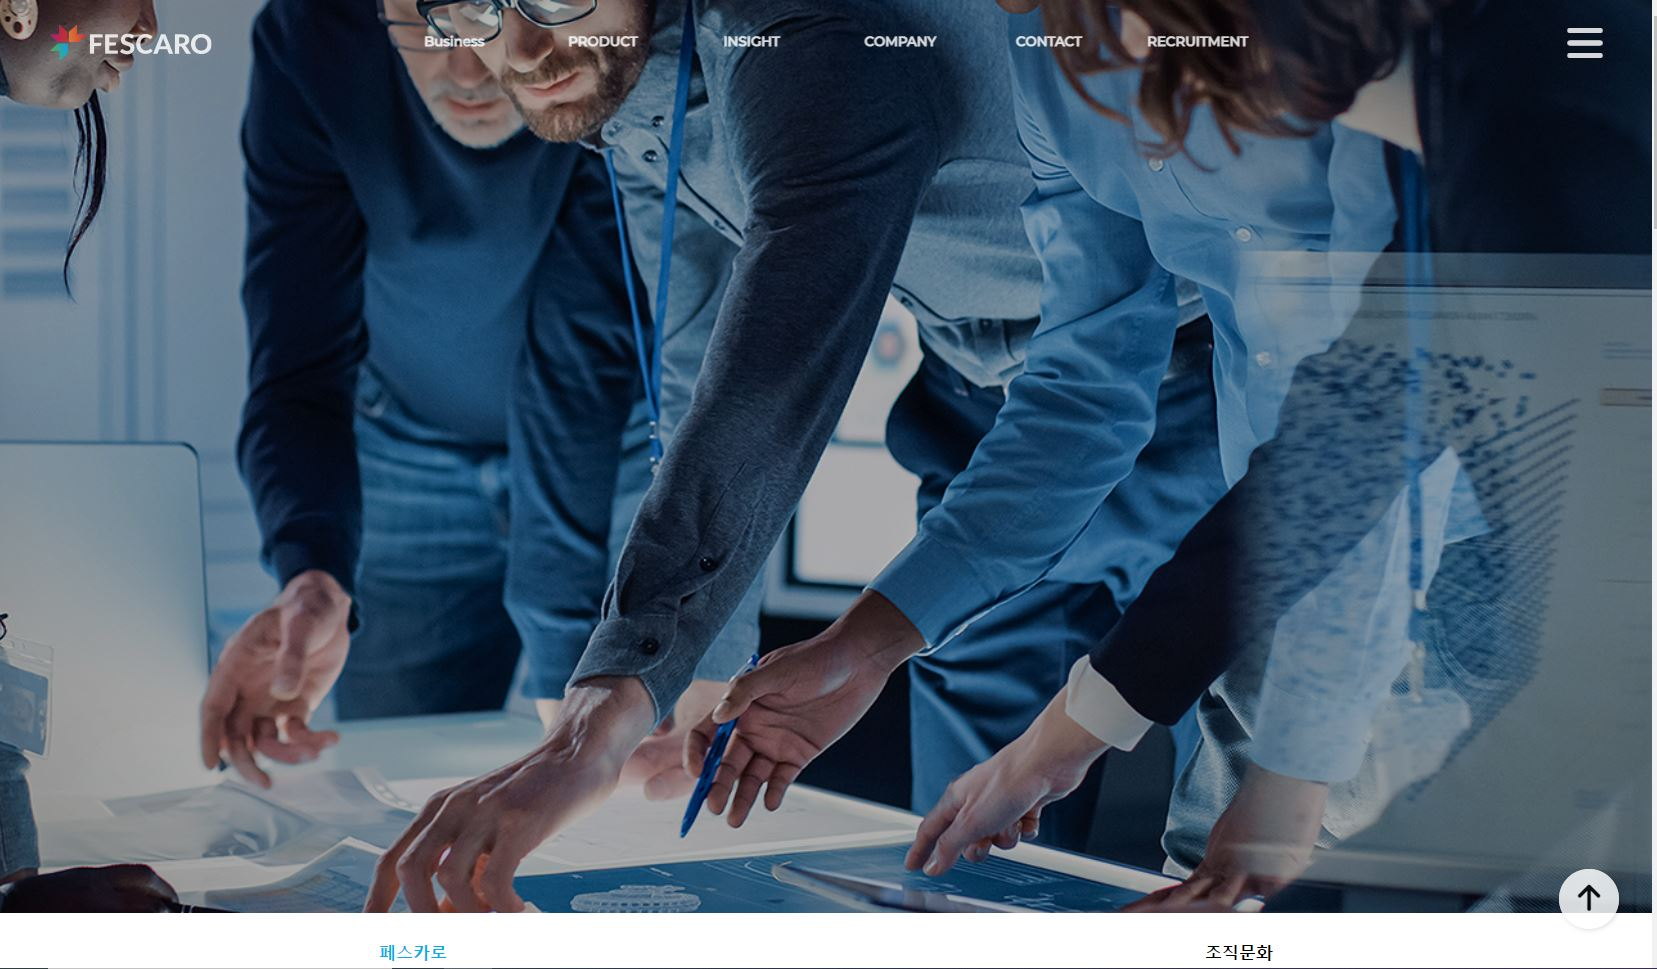 FESCARO
Business PRODUCT INSIGHT COMPANY CONTACT RECRUITMENT
페스카로 조직문화